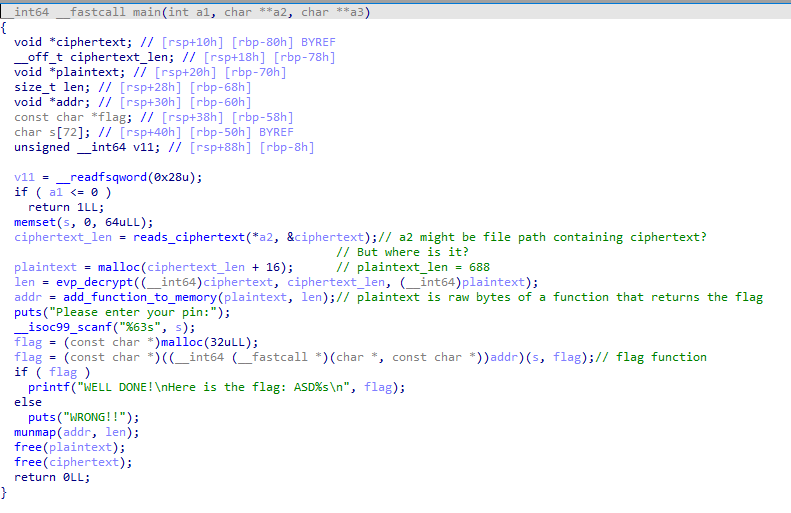 __int64 __fastcall main(int a1, char **a2, char **a3)
{
  void *ciphertext; // [rsp+10h] [rbp-80h] BYREF
  __off_t ciphertext_len; // [rsp+18h] [rbp-78h]
  void *plaintext; // [rsp+20h] [rbp-70h]
  size_t len; // [rsp+28h] [rbp-68h]
  void *addr; // [rsp+30h] [rbp-60h]
  const char *flag; // [rsp+38h] [rbp-58h]
  char s[72]; // [rsp+40h] [rbp-50h] BYREF
  unsigned __int64 v11; // [rsp+88h] [rbp-8h]

  v11 = __readfsqword(0x28u);
  if ( a1 <= 0 )
    return 1LL;
  memset(s, 0, 64uLL);
  ciphertext_len = reads_ciphertext(*a2, &ciphertext);// a2 might be file path containing ciphertext?
                                                // But where is it?
  plaintext = malloc(ciphertext_len + 16);      // plaintext_len = 688
  len = evp_decrypt((__int64)ciphertext, ciphertext_len, (__int64)plaintext);
  addr = add_function_to_memory(plaintext, len);// plaintext is raw bytes of a function that returns the flag
  puts("Please enter your pin:");
  __isoc99_scanf("%63s", s);
  flag = (const char *)malloc(32uLL);
  flag = (const char *)((__int64 (__fastcall *)(char *, const char *))addr)(s, flag);// flag function
  if ( flag )
    printf("WELL DONE!\nHere is the flag: ASD%s\n", flag);
  else
    puts("WRONG!!");
  munmap(addr, len);
  free(plaintext);
  free(ciphertext);
  return 0LL;
}